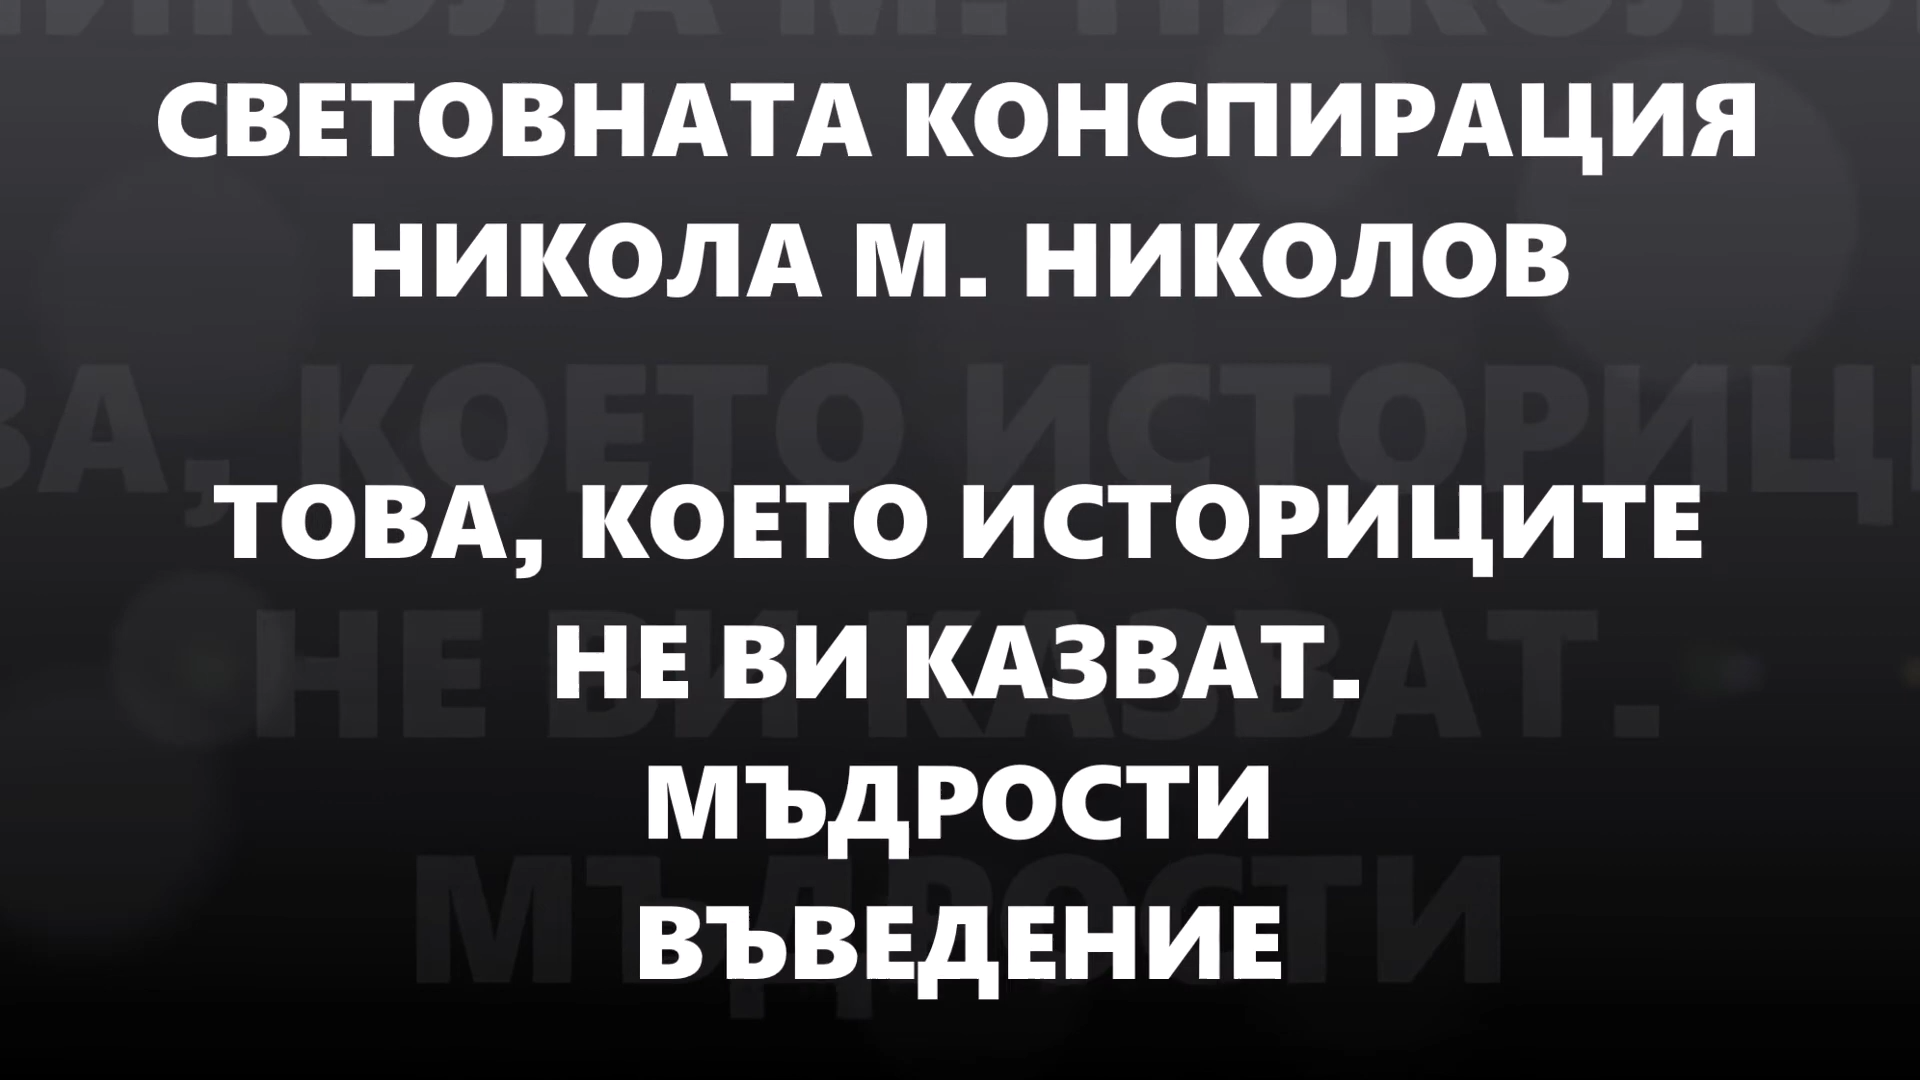 СВЕТОВНАТА КОНСПИРАЦИЯ
НИКОЛА М. НИКОЛОВ
ТОВА, КОЕТО ИСТОРИЦИТЕ
НЕ ВИ КАЗВАТ.
МЪДРОСТИ
ВЪВЕДЕНИЕ